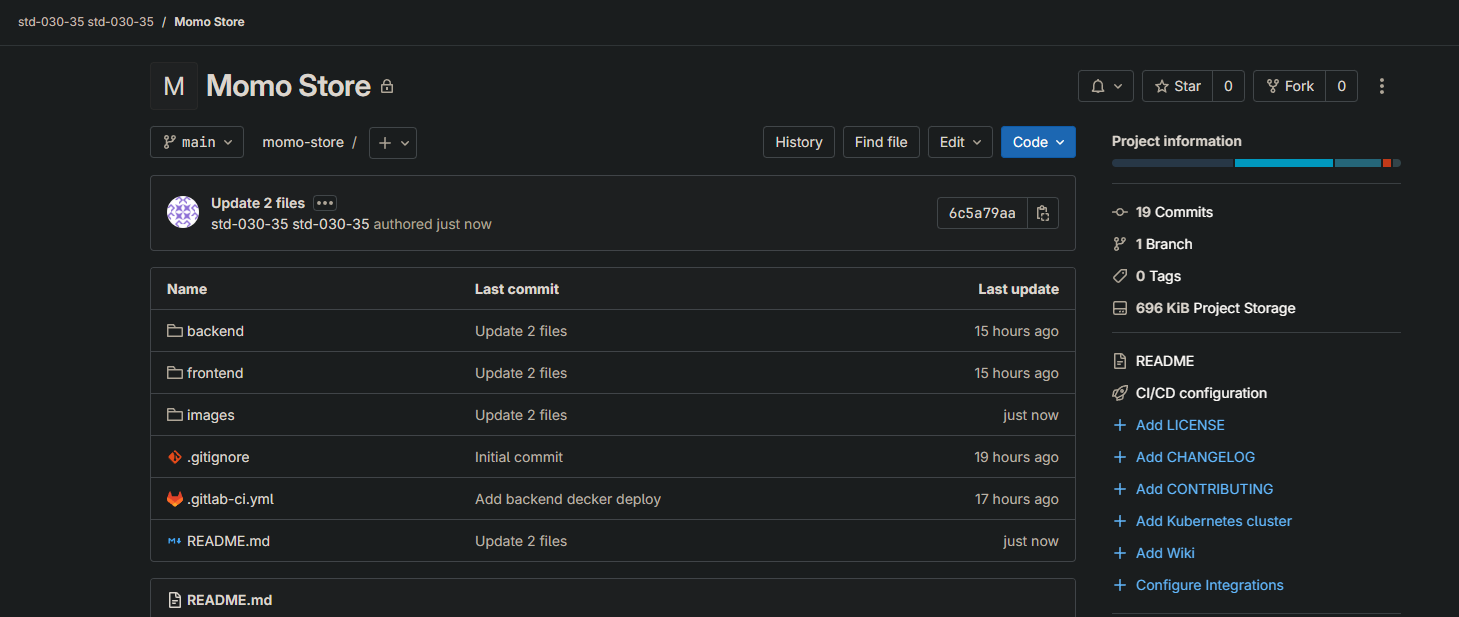 std-030-35 std-030-35 / Momo Store
M Momo Store
Star 0 Fork 0
main momo-store / + History Find file Edit Code
Update 2 files •••
std-030-35 std-030-35 authored just now
6c5a79aa
Name Last commit Last update
backend Update 2 files 15 hours ago
frontend Update 2 files 15 hours ago
images Update 2 files just now
.gitignore Initial commit 19 hours ago
.gitlab-ci.yml Add backend decker deploy 17 hours ago
M↓ README.md Update 2 files just now
README.md
Project information
19 Commits
1 Branch
0 Tags
696 KiB Project Storage
README
CI/CD configuration
+ Add LICENSE
+ Add CHANGELOG
+ Add CONTRIBUTING
+ Add Kubernetes cluster
+ Add Wiki
+ Configure Integrations